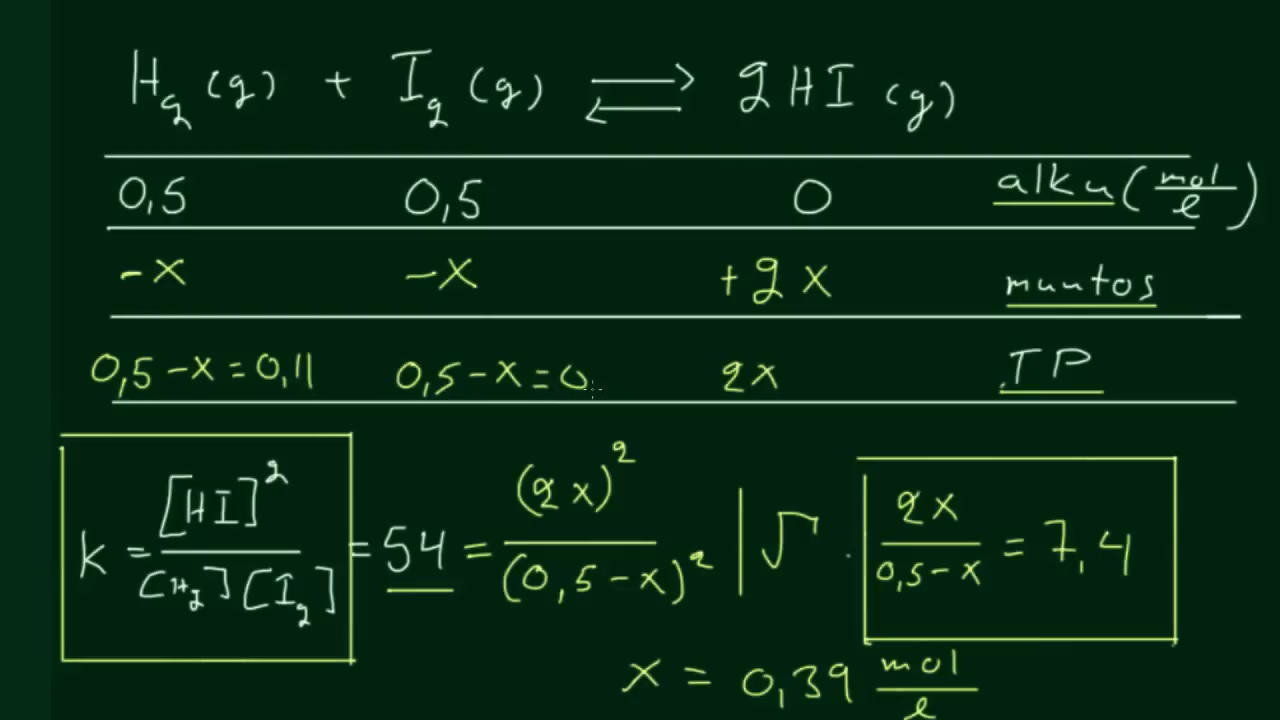 H₂ (g) + I₂ (g) ⇌ 2HI (g)
0,5 0,5 0 alku (mol/l)
-x -x +2x muutos
0,5-x=0,11 0,5-x=0, 2x TP
k = [HI]²/[H₂][I₂] = 54 = (2x)²/(0,5-x)² | √ . 2x/0,5-x = 7,4
x = 0,39 mol/l